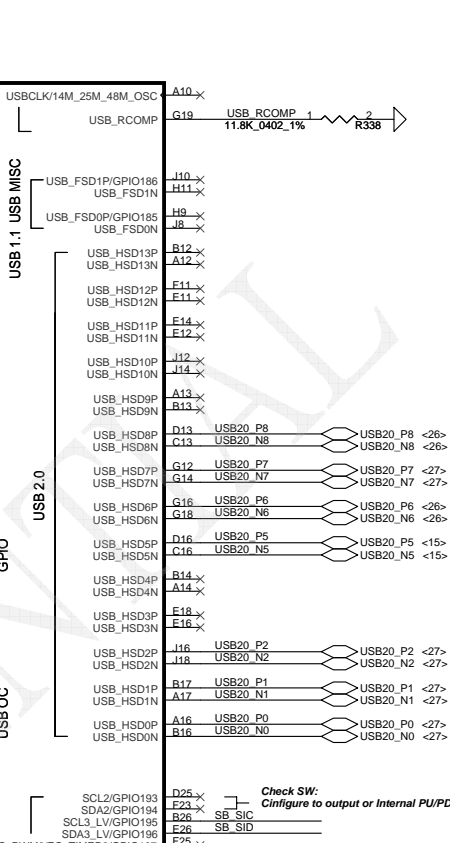 USBCLK/14M_25M_48M_OSC A10
USB_RCOMP G19 USB_RCOMP 1 2
11.8K_0402_1% R338
USB MISC
USB 1.1
USB_FSD1P/GPIO186 J10
USB_FSD1N H11
USB_FSD0P/GPIO185 H9
USB_FSD0N J8
USB_HSD13P B12
USB_HSD13N A12
USB_HSD12P F11
USB_HSD12N E11
USB_HSD11P E14
USB_HSD11N E12
USB_HSD10P J12
USB_HSD10N J14
USB_HSD9P A13
USB_HSD9N B13
USB_HSD8P D13 USB20_P8 USB20_P8 <26>
USB_HSD8N C13 USB20_N8 USB20_N8 <26>
USB_HSD7P G12 USB20_P7 USB20_P7 <27>
USB_HSD7N G14 USB20_N7 USB20_N7 <27>
USB 2.0
USB_HSD6P G16 USB20_P6 USB20_P6 <26>
USB_HSD6N G18 USB20_N6 USB20_N6 <26>
GPIO
USB_HSD5P D16 USB20_P5 USB20_P5 <15>
USB_HSD5N C16 USB20_N5 USB20_N5 <15>
USB_HSD4P B14
USB_HSD4N A14
USB_HSD3P E18
USB_HSD3N E16
USB_HSD2P J16 USB20_P2 USB20_P2 <27>
USB_HSD2N J18 USB20_N2 USB20_N2 <27>
USB OC
USB_HSD1P B17 USB20_P1 USB20_P1 <27>
USB_HSD1N A17 USB20_N1 USB20_N1 <27>
USB_HSD0P A16 USB20_P0 USB20_P0 <27>
USB_HSD0N B16 USB20_N0 USB20_N0 <27>
SCL2/GPIO193 D25 Check SW:
SDA2/GPIO194 F23 Cinfigure to output or Internal PU/PD
SCL3_LV/GPIO195 B26 SB_SIC
SDA3_LV/GPIO196 E26 SB_SID
F25
NTIAL